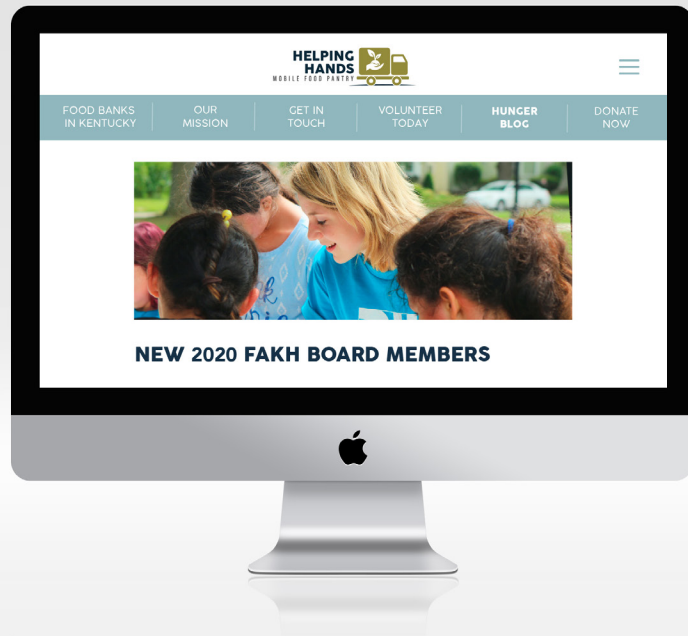 HELPING
HANDS
MOBILE FOOD PANTRY
FOOD BANKS
IN KENTUCKY
OUR
MISSION
GET IN
TOUCH
VOLUNTEER
TODAY
HUNGER
BLOG
DONATE
NOW
NEW 2020 FAKH BOARD MEMBERS